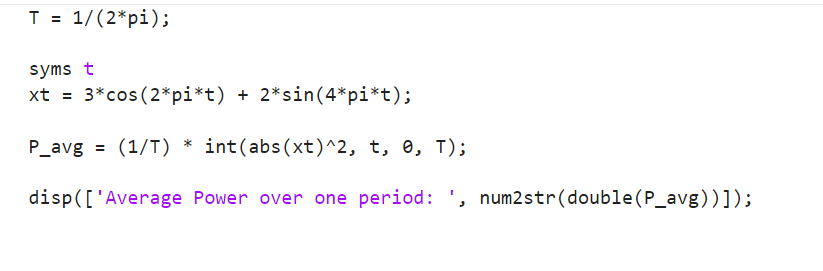 T = 1/(2*pi);
syms t
xt = 3*cos(2*pi*t) + 2*sin(4*pi*t);
P_avg = (1/T) * int(abs(xt)^2, t, 0, T);
disp(['Average Power over one period: ', num2str(double(P_avg))]);